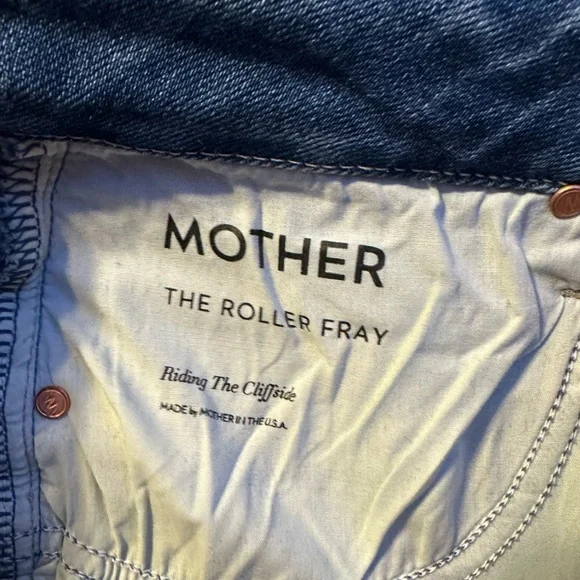 MOTHER
THE ROLLER FRAY
Riding The Cliffside
MADE by MOTHER IN THE U.S.A.